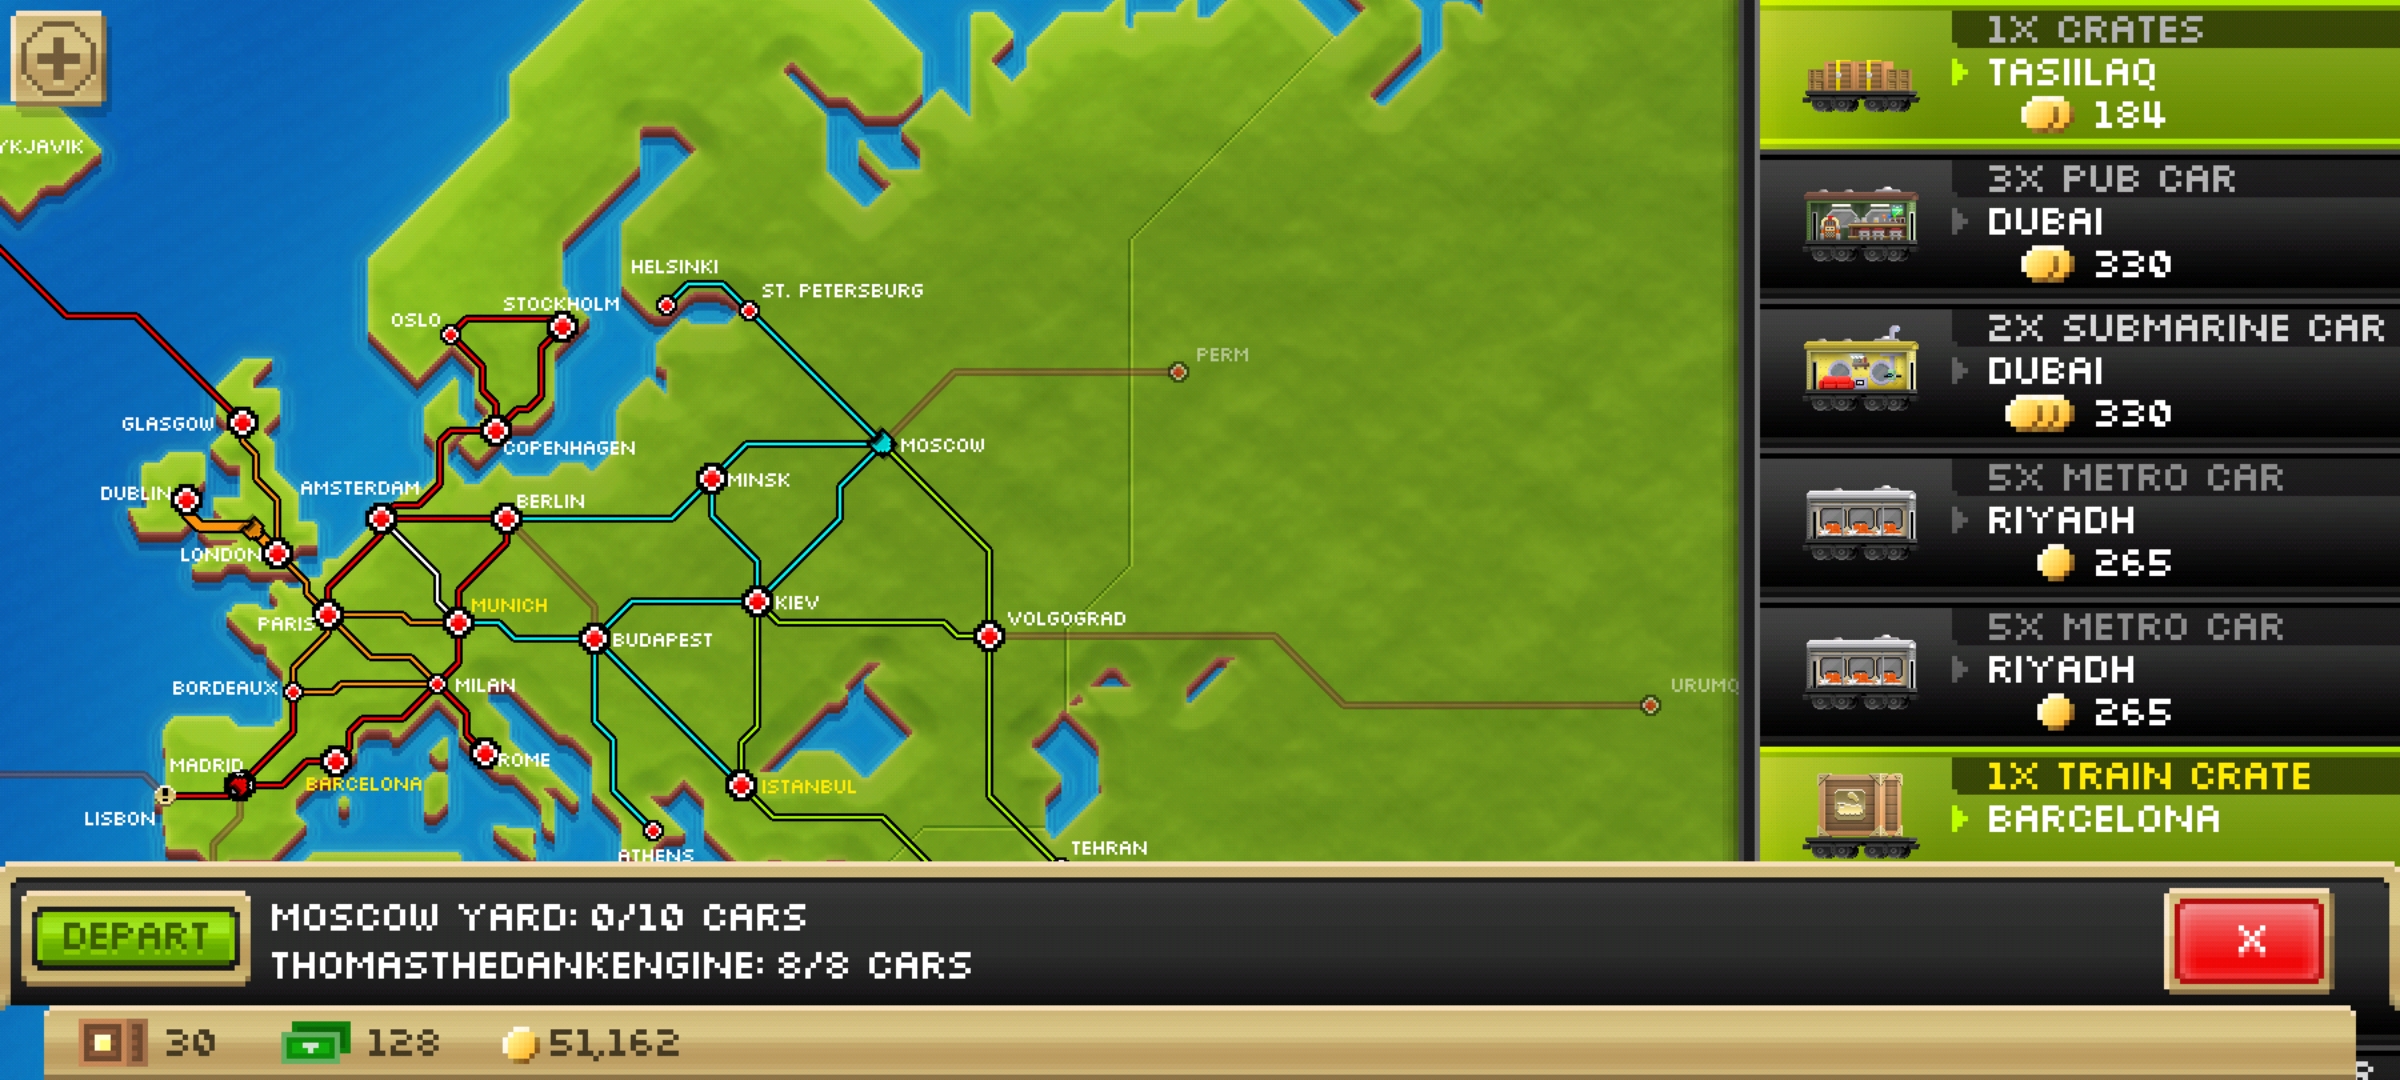 YKJAVIK
GLASGOW
DUBLIN
LONDON
OSLO
STOCKHOLM
COPENHAGEN
AMSTERDAM
BERLIN
HELSINKI
ST. PETERSBURG
PERM
MOSCOW
MINSK
MUNICH
PARIS
KIEV
BUDAPEST
VOLGOGRAD
BORDEAUX
MILAN
URUMQ
MADRID
ROME
BARCELONA
ISTANBUL
LISBON
ATHENS
TEHRAN
1X CRATES
TASIILAQ
184
3X PUB CAR
DUBAI
330
2X SUBMARINE CAR
DUBAI
330
5X METRO CAR
RIYADH
265
5X METRO CAR
RIYADH
265
1X TRAIN CRATE
BARCELONA
DEPART
MOSCOW YARD: 0/10 CARS
THOMASTHEDANKENGINE: 8/8 CARS
X
30
128
51,162